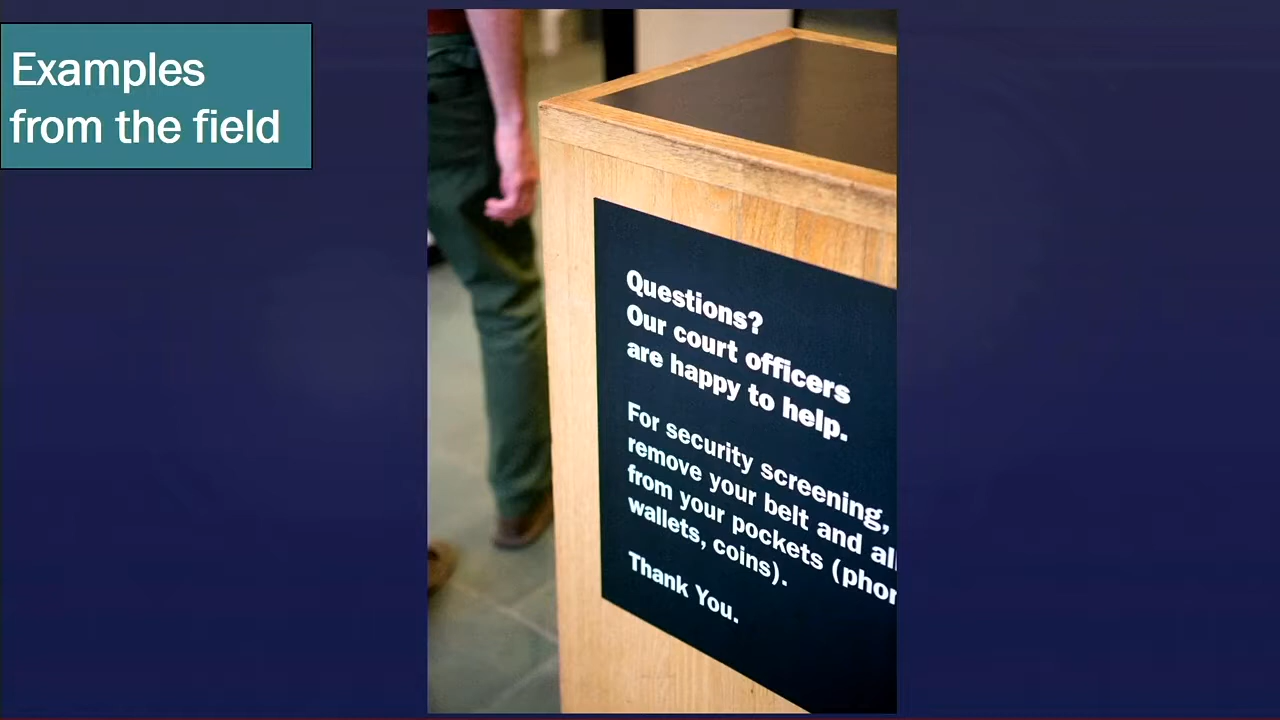 Examples
from the field
Questions?
Our court officers
are happy to help.
For security screening,
remove your belt and
from your pockets
wallets, coins).
Thank You.